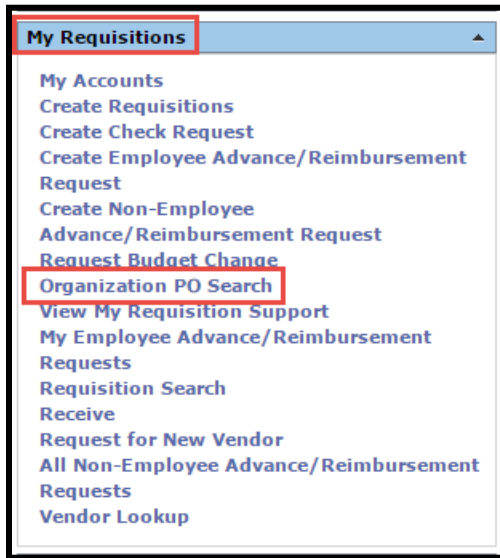 My Requisitions
My Accounts
Create Requisitions
Create Check Request
Create Employee Advance/Reimbursement
Request
Create Non-Employee
Advance/Reimbursement Request
Request Budget Change
Organization PO Search
View My Requisition Support
My Employee Advance/Reimbursement
Requests
Requisition Search
Receive
Request for New Vendor
All Non-Employee Advance/Reimbursement
Requests
Vendor Lookup